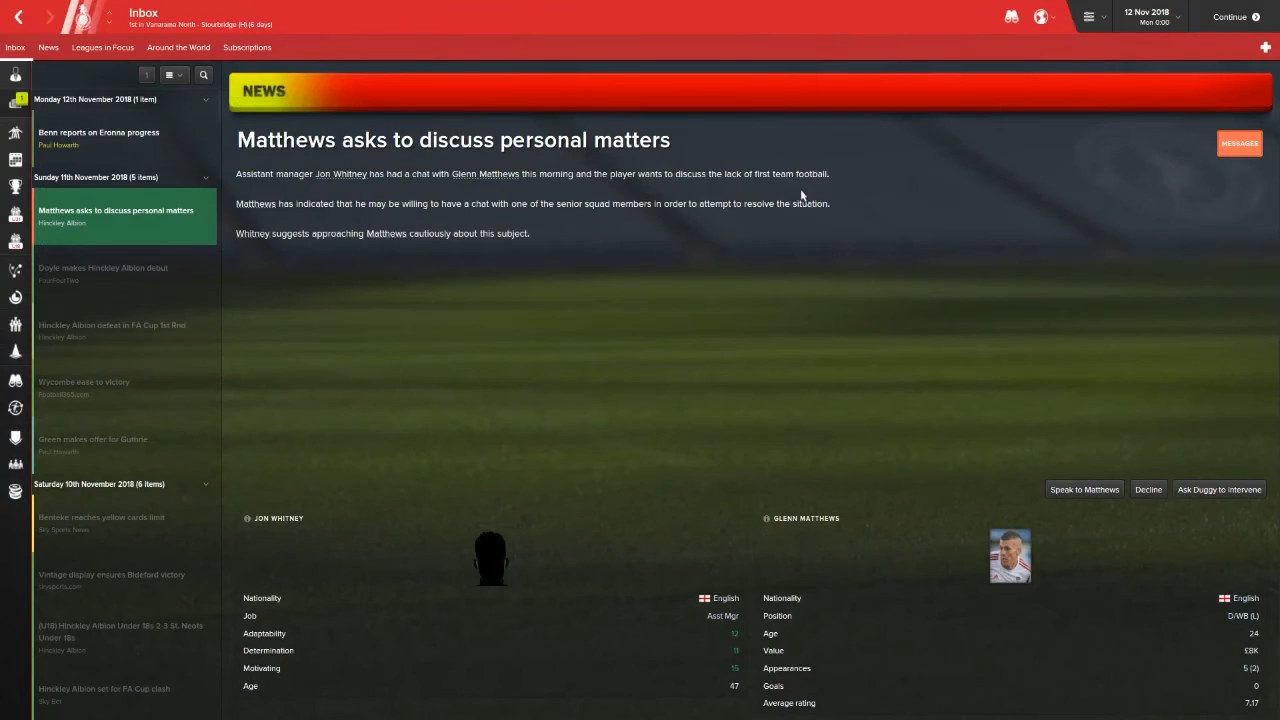 Inbox
1st in Vanarama North - Stourbridge (H) (6 days)
12 Nov 2018
Mon 0:00
Continue
Inbox
News
Leagues in Focus
Around the World
Subscriptions
1
1
Monday 12th November 2018 (1 item)
Benn reports on Eronna progress
Paul Howarth
Sunday 11th November 2018 (5 items)
Matthews asks to discuss personal matters
Hinckley Albion
Doyle makes Hinckley Albion debut
FourFourTwo
Hinckley Albion defeat in FA Cup 1st Rnd
Hinckley Albion
Wycombe ease to victory
Football365.com
Green makes offer for Guthrie
Paul Howarth
Saturday 10th November 2018 (6 items)
Benteke reaches yellow cards limit
Sky Sports News
Vintage display ensures Bideford victory
skysports.com
(U18) Hinckley Albion Under 18s 2-3 St. Neots
Under 18s
Hinckley Albion
Hinckley Albion set for FA Cup clash
Sky Bet
NEWS
Matthews asks to discuss personal matters
MESSAGES
Assistant manager Jon Whitney has had a chat with Glenn Matthews this morning and the player wants to discuss the lack of first team football.
Matthews has indicated that he may be willing to have a chat with one of the senior squad members in order to attempt to resolve the situation.
Whitney suggests approaching Matthews cautiously about this subject.
Speak to Matthews
Decline
Ask Duggy to intervene
JON WHITNEY
Nationality English
Job Asst Mgr
Adaptability 12
Determination 11
Motivating 15
Age 47
GLENN MATTHEWS
Nationality English
Position D/WB (L)
Age 24
Value £8K
Appearances 5 (2)
Goals 0
Average rating 7.17